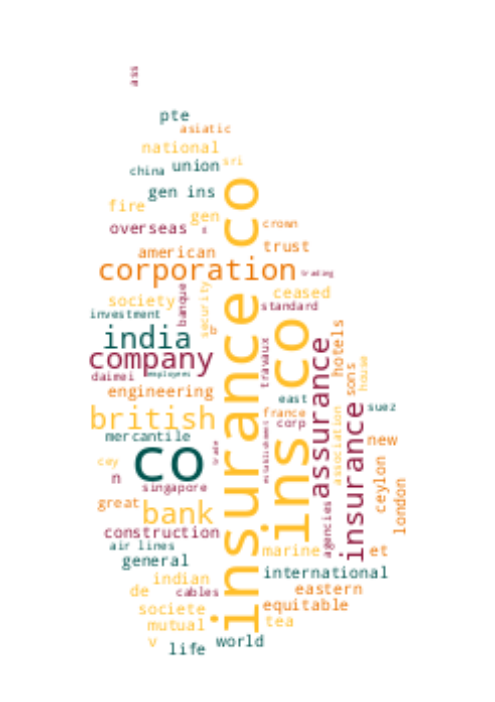 ass
pte
asiatic
national
sri
china
union
gen ins
fire
gen
overseas
crown
trust
american
corporation
trading
ceased
society
banque
security
standard
investment
india
b
company
employees
daimei
insurance co
ins co
travaux
assurance
hotels
sons
house
engineering
east
british
france
suez
corp
mercantile
trade
establishment
association
insurance
new
co
cey
n
singapore
ceylon
london
great
bank
construction
agencies
air lines
marine
et
general
international
indian
eastern
de
cables
equitable
societe
tea
mutual
v
life
world